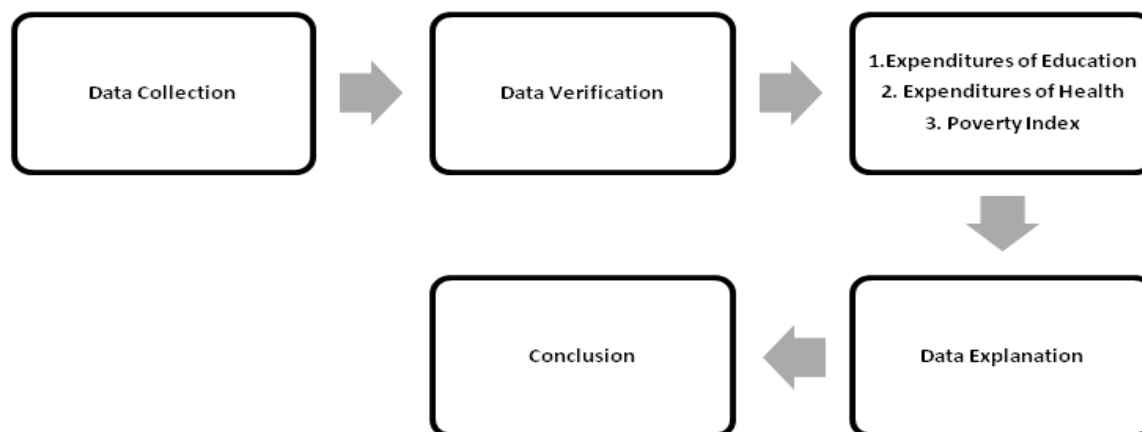 Data Collection
Data Verification
1.Expenditures of Education
2. Expenditures of Health
3. Poverty Index
Data Explanation
Conclusion